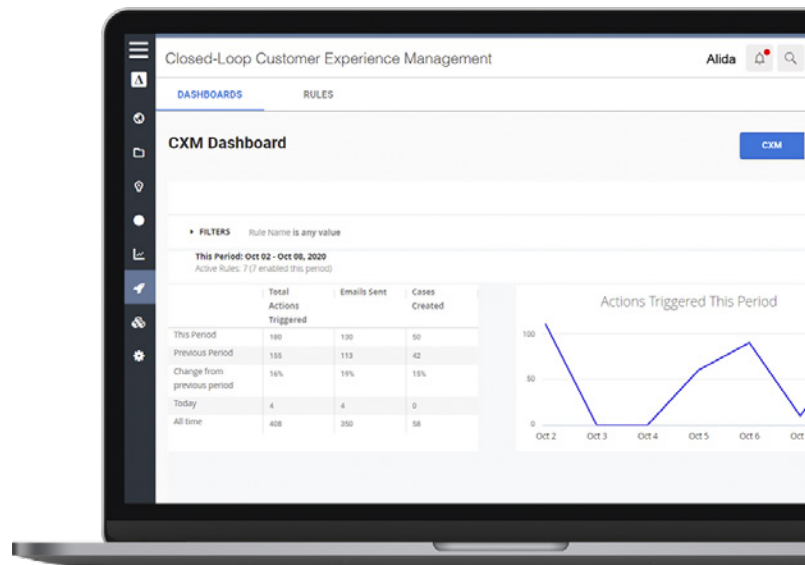 Closed-Loop Customer Experience Management
Alida
DASHBOARDS RULES
CXM Dashboard
CXM
FILTERS Rule Name is any value
This Period: Oct 02 - Oct 08, 2020
Active Rules: 7 (7 enabled this period)
Total Actions Triggered Emails Sent Cases Created
This Period 180 130 50
Previous Period 155 113 42
Change from previous period 16% 19%
Today 4 4 0
All time 408 350 58
Actions Triggered This Period
100
50
0
Oct 2 Oct 3 Oct 4 Oct 5 Oct 6 Oct